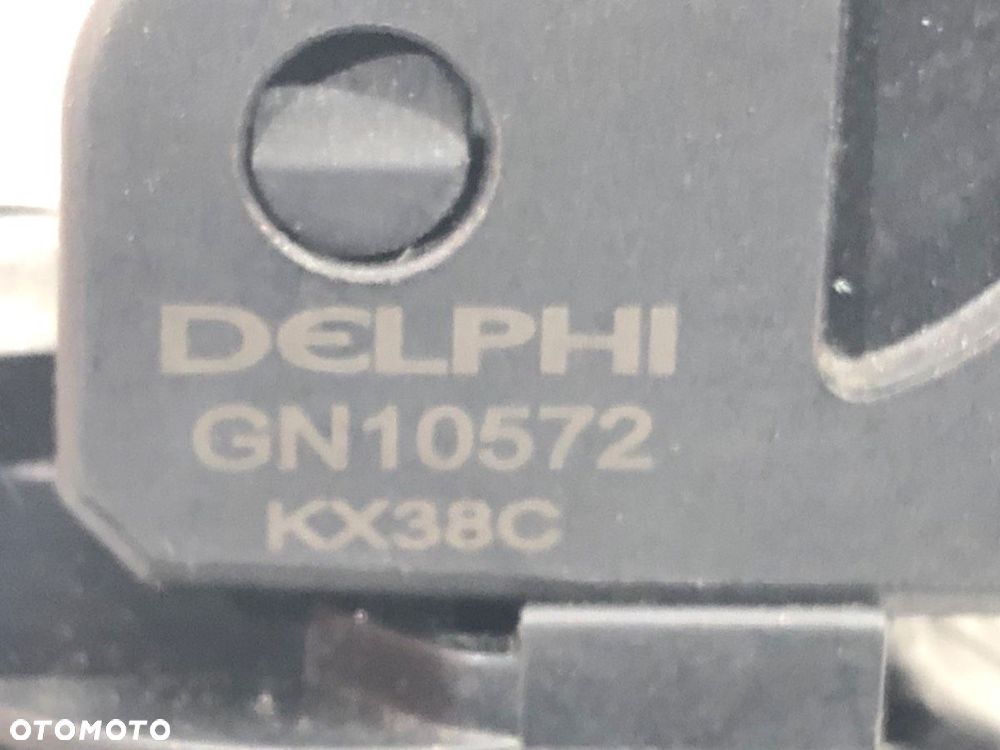 DELPHI
GN10572
KX38C
OTOMOTO